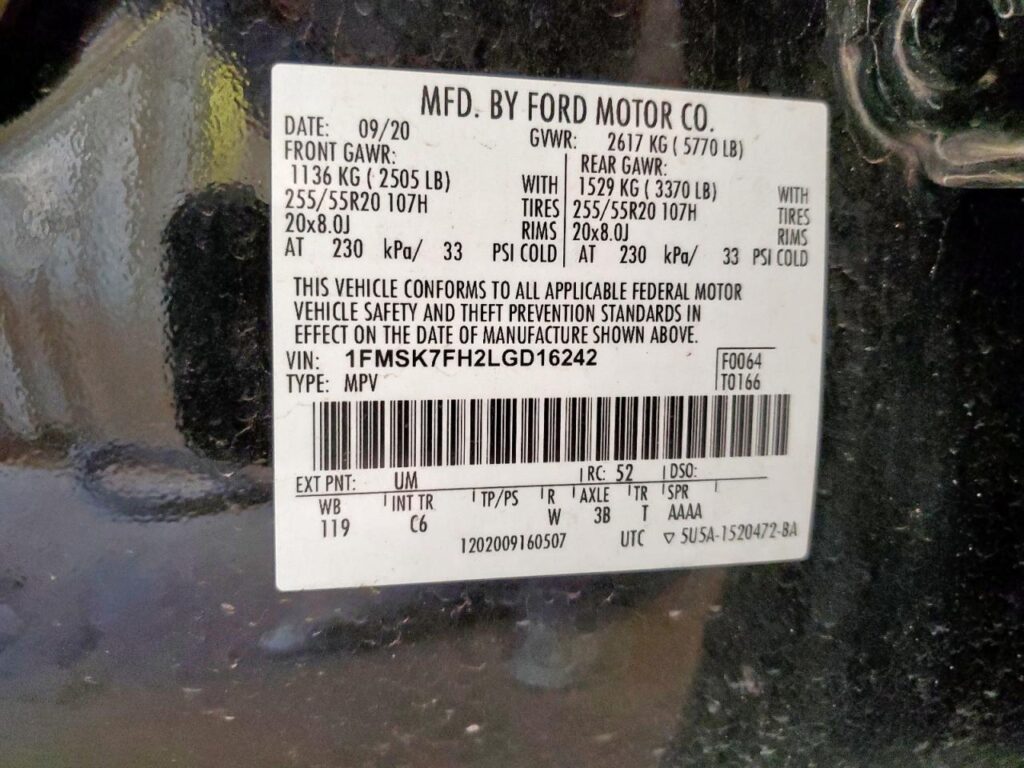 MFD. BY FORD MOTOR CO.
DATE: 09/20 GVWR: 2617 KG ( 5770 LB)
FRONT GAWR: REAR GAWR:
1136 KG ( 2505 LB) WITH 1529 KG ( 3370 LB) WITH
255/55R20 107H TIRES 255/55R20 107H TIRES
20x8.0J RIMS 20x8.0J RIMS
AT 230 kPa/ 33 PSI COLD AT 230 kPa/ 33 PSI COLD
THIS VEHICLE CONFORMS TO ALL APPLICABLE FEDERAL MOTOR
VEHICLE SAFETY AND THEFT PREVENTION STANDARDS IN
EFFECT ON THE DATE OF MANUFACTURE SHOWN ABOVE.
VIN: 1FMSK7FH2LGD16242 F0064
TYPE: MPV T0166
EXT PNT: UM RC: 52 DSO:
WB INT TR TP/PS R AXLE TR SPR
119 C6 W 3B T AAAA
1202009160507 UTC ▽ 5U5A-1520472-BA